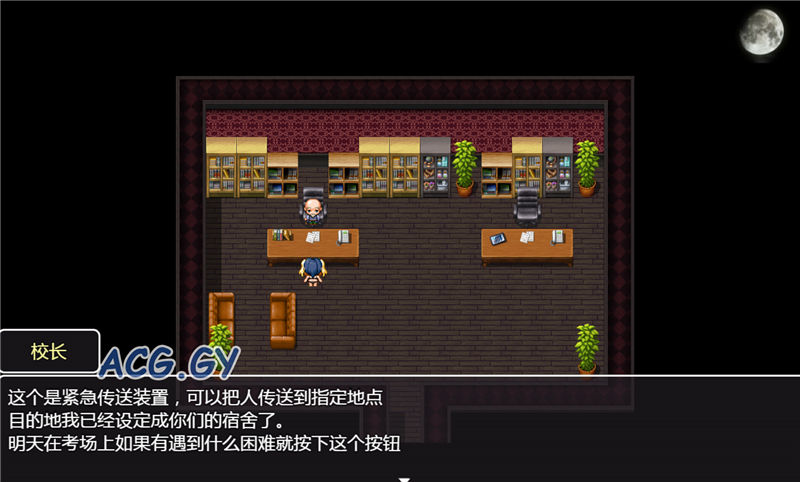 校长
ACG.GY
这个是紧急传送装置，可以把人传送到指定地点
目的地我已经设定成你们的宿舍了。
明天在考场上如果有遇到什么困难就按下这个按钮